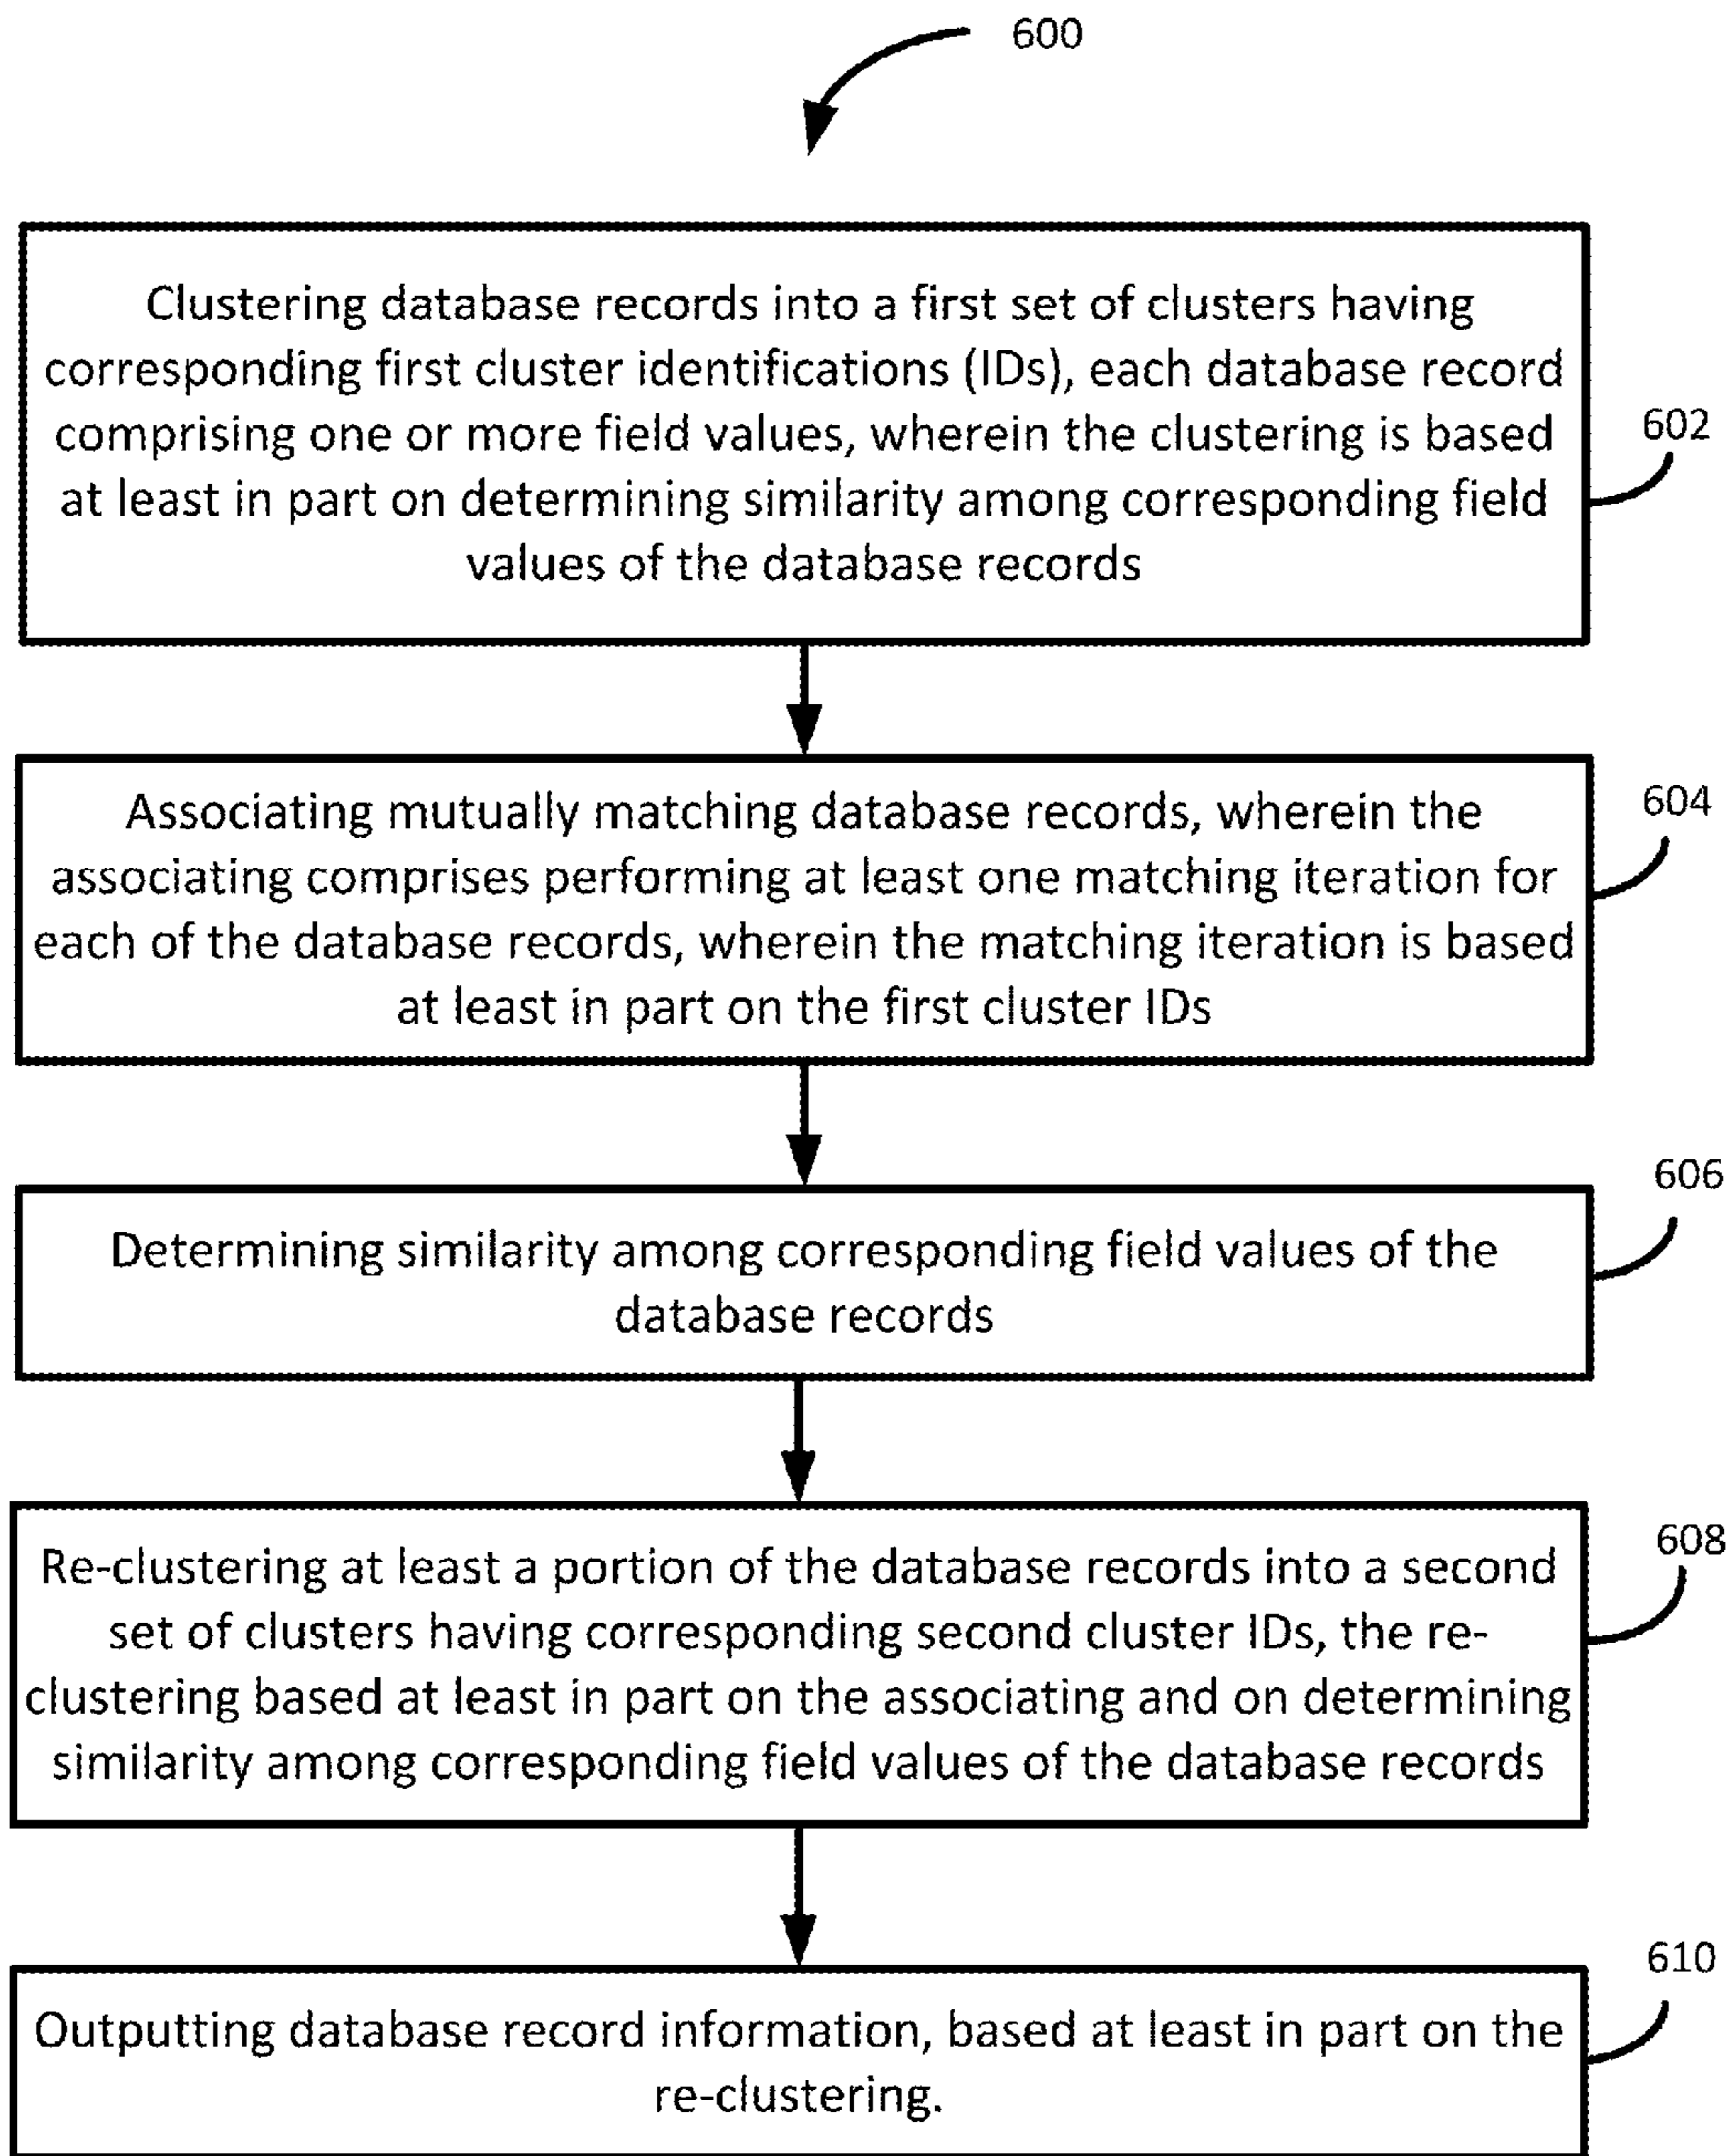 600
Clustering database records into a first set of clusters having
corresponding first cluster identifications (IDs), each database record
comprising one or more field values, wherein the clustering is based
at least in part on determining similarity among corresponding field
values of the database records
602
Associating mutually matching database records, wherein the
associating comprises performing at least one matching iteration for
each of the database records, wherein the matching iteration is based
at least in part on the first cluster IDs
604
Determining similarity among corresponding field values of the
database records
606
Re-clustering at least a portion of the database records into a second
set of clusters having corresponding second cluster IDs, the re-
clustering based at least in part on the associating and on determining
similarity among corresponding field values of the database records
608
Outputting database record information, based at least in part on the
re-clustering.
610